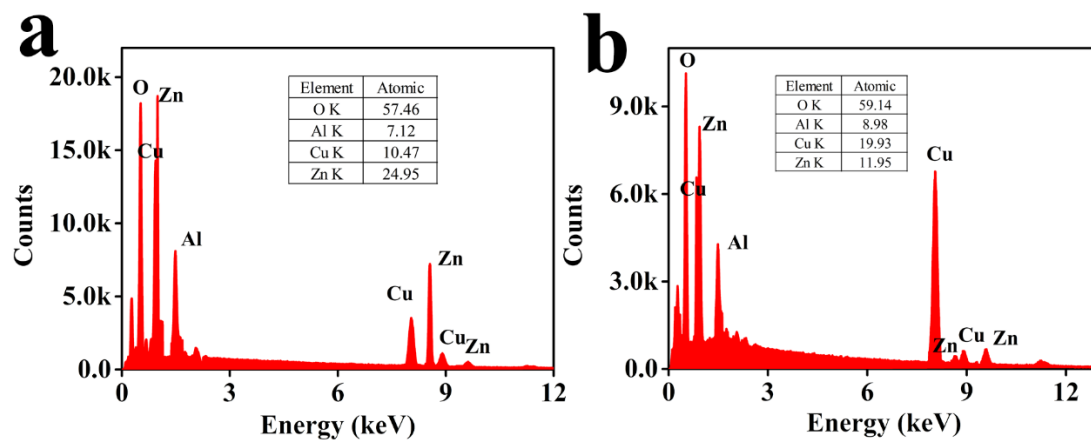 a
20.0k
15.0k
10.0k
5.0k
0.0
Counts
O
Zn
Cu
Al
Cu
Zn
Cu
Zn
Element Atomic
O K 57.46
Al K 7.12
Cu K 10.47
Zn K 24.95
0 3 6 9 12
Energy (keV)
b
9.0k
6.0k
3.0k
0.0
Counts
O
Zn
Cu
Al
Cu
Zn
Cu
Zn
Element Atomic
O K 59.14
Al K 8.98
Cu K 19.93
Zn K 11.95
0 3 6 9 12
Energy (keV)